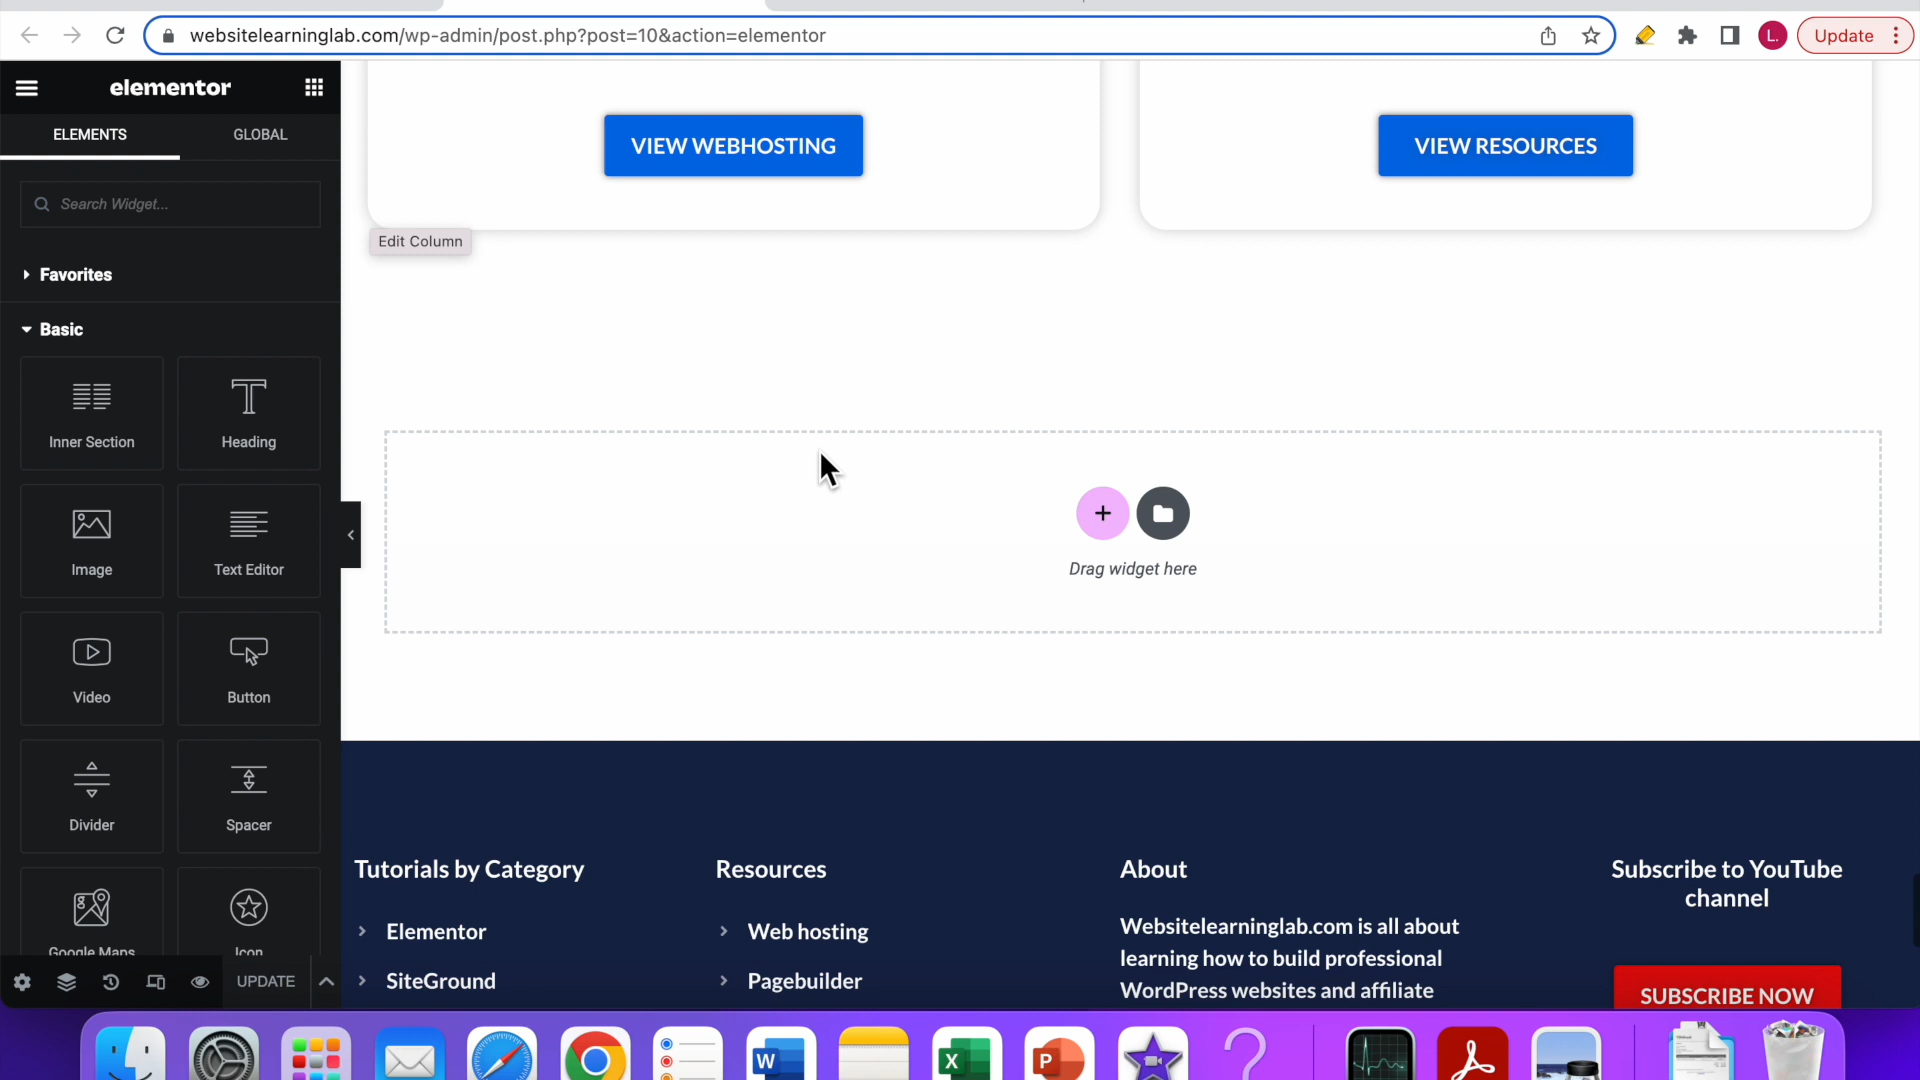 websitelearninglab.com/wp-admin/post.php?post=10&action=elementor
L.
Update
elementor
ELEMENTS
GLOBAL
Search Widget...
Favorites
Basic
Inner Section
Heading
Image
Text Editor
Video
Button
Divider
Spacer
Google Maps
Icon
UPDATE
VIEW WEBHOSTING
VIEW RESOURCES
Edit Column
Drag widget here
Tutorials by Category
Elementor
SiteGround
Resources
Web hosting
Pagebuilder
About
Websitelearninglab.com is all about
learning how to build professional
WordPress websites and affiliate
Subscribe to YouTube
channel
SUBSCRIBE NOW
W
X
P